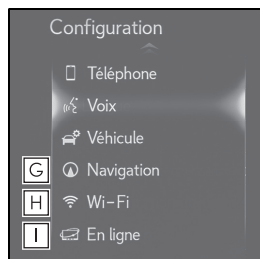 Configuration
Téléphone
Voix
Véhicule
G Navigation
H Wi-Fi
I En ligne